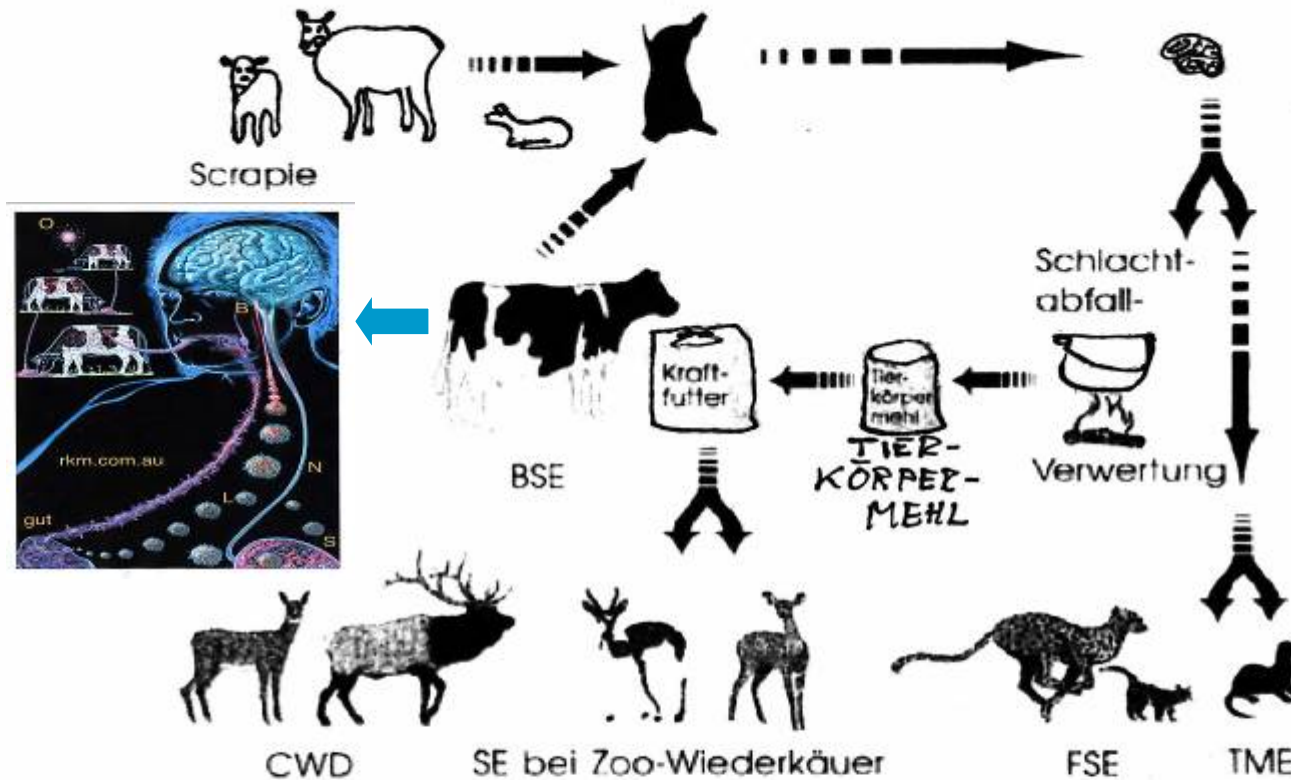 Scrapie
O
B
rkm.com.au
N
L
gut
S
BSE
Kraft-
futter
Tier-
körper
mehl
TIER-
KÖRPER-
MEHL
Schlacht-
abfall-
Verwertung
CWD
SE bei Zoo-Wiederkäuer
FSE
TME